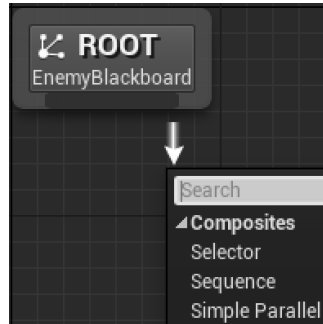 ROOT
EnemyBlackboard
Search
Composites
Selector
Sequence
Simple Parallel